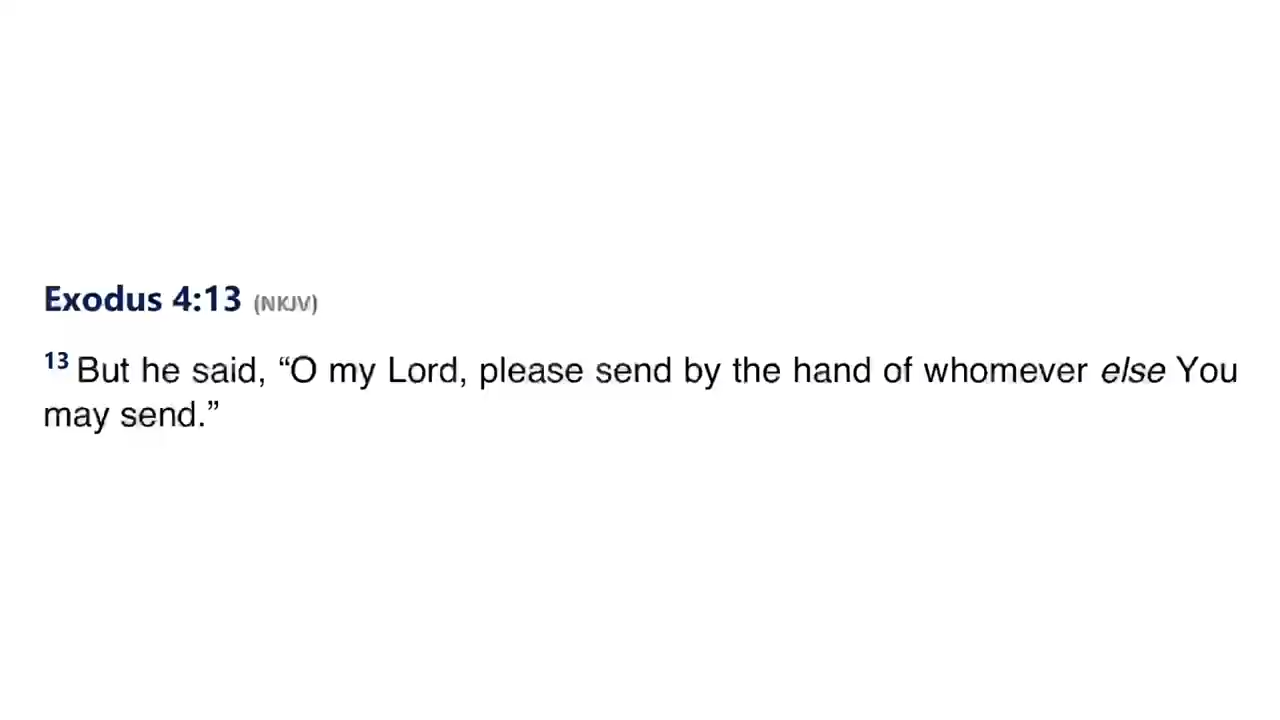 Exodus 4:13 (NKJV)
13 But he said, “O my Lord, please send by the hand of whomever else You
may send.”